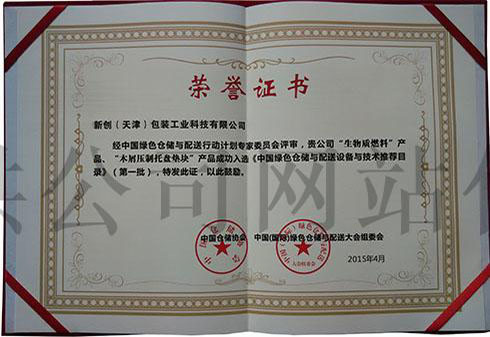 荣誉证书
新创（天津）包装工业科技有限公司
经中国绿色仓储与配送行动计划专家委员会评审，贵公司“生物质燃料”产
品、“木屑压制托盘垫块”产品成功入选《中国绿色仓储与配送设备与技术推荐目
录》（第一批），特发此证，以此鼓励。
中国仓储协会 中国(国际)绿色仓储与配送大会组委会
2015年4月
公司网站